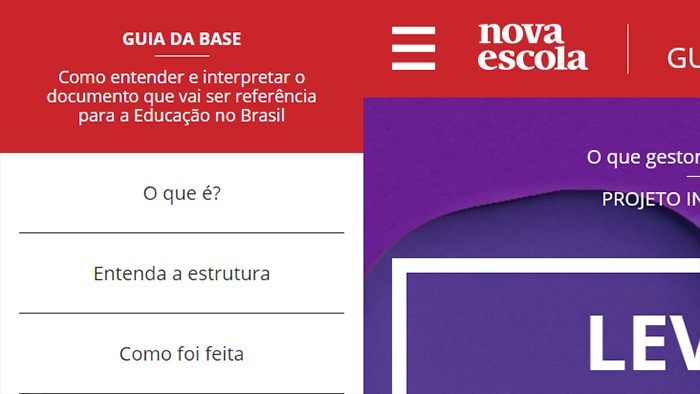 GUIA DA BASE
Como entender e interpretar o
documento que vai ser referência
para a Educação no Brasil
O que é?
Entenda a estrutura
Como foi feita
nova
escola
GU
O que gestor
PROJETO IN
LEV